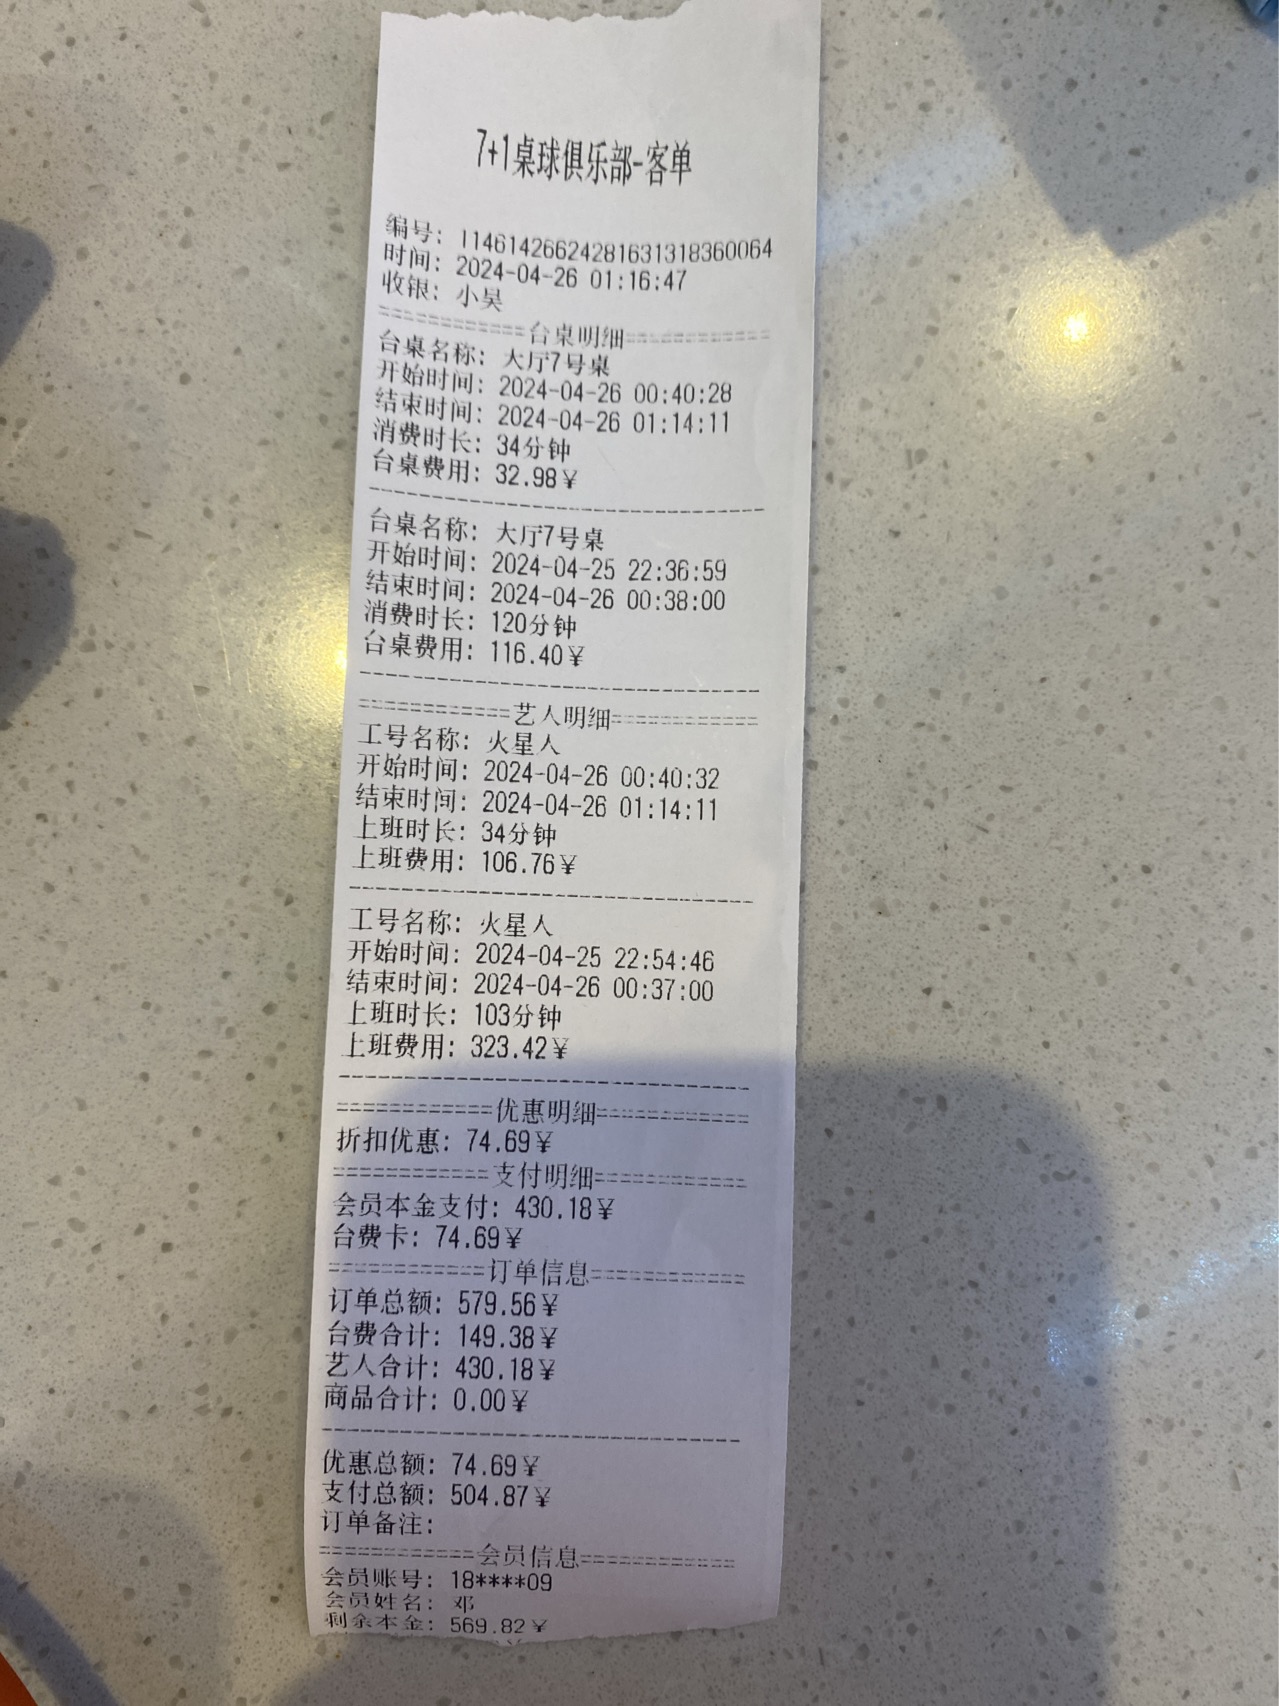 7+1桌球俱乐部-客单
编号: I1461426624281631318360064
时间: 2024-04-26 01:16:47
收银: 小吴
============台桌明细============
台桌名称: 大厅7号桌
开始时间: 2024-04-26 00:40:28
结束时间: 2024-04-26 01:14:11
消费时长: 34分钟
台桌费用: 32.98¥
台桌名称: 大厅7号桌
开始时间: 2024-04-25 22:36:59
结束时间: 2024-04-26 00:38:00
消费时长: 120分钟
台桌费用: 116.40¥
============艺人明细============
工号名称: 火星人
开始时间: 2024-04-26 00:40:32
结束时间: 2024-04-26 01:14:11
上班时长: 34分钟
上班费用: 106.76¥
工号名称: 火星人
开始时间: 2024-04-25 22:54:46
结束时间: 2024-04-26 00:37:00
上班时长: 103分钟
上班费用: 323.42¥
============优惠明细============
折扣优惠: 74.69¥
============支付明细============
会员本金支付: 430.18¥
台费卡: 74.69¥
============订单信息============
订单总额: 579.56¥
台费合计: 149.38¥
艺人合计: 430.18¥
商品合计: 0.00¥
优惠总额: 74.69¥
支付总额: 504.87¥
订单备注:
============会员信息============
会员账号: 18****09
会员姓名: 邓
剩余本金: 569.82¥